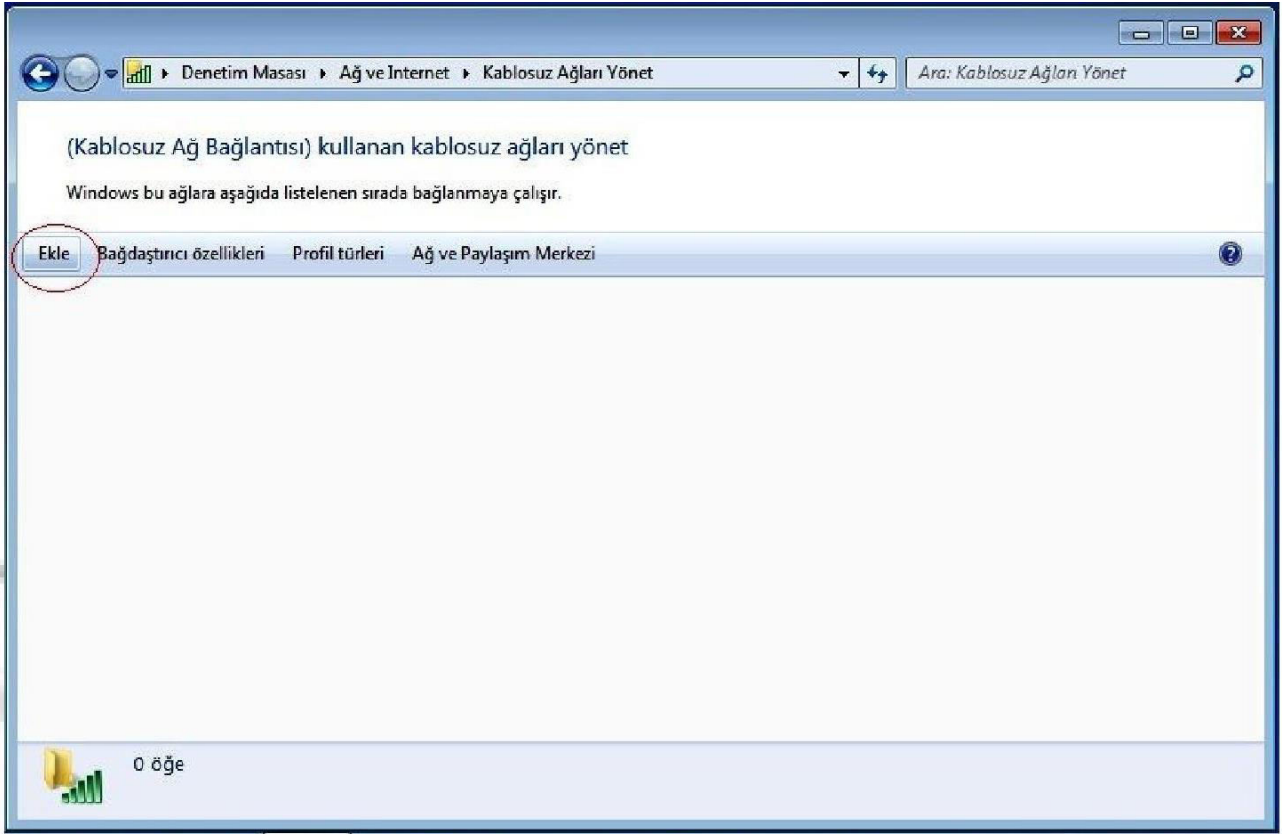 Denetim Masası ▸ Ağ ve Internet ▸ Kablosuz Ağları Yönet
Ara: Kablosuz Ağları Yönet
(Kablosuz Ağ Bağlantısı) kullanan kablosuz ağları yönet
Windows bu ağlara aşağıda listelenen sırada bağlanmaya çalışır.
Ekle Bağdaştırıcı özellikleri Profil türleri Ağ ve Paylaşım Merkezi
0 öğe